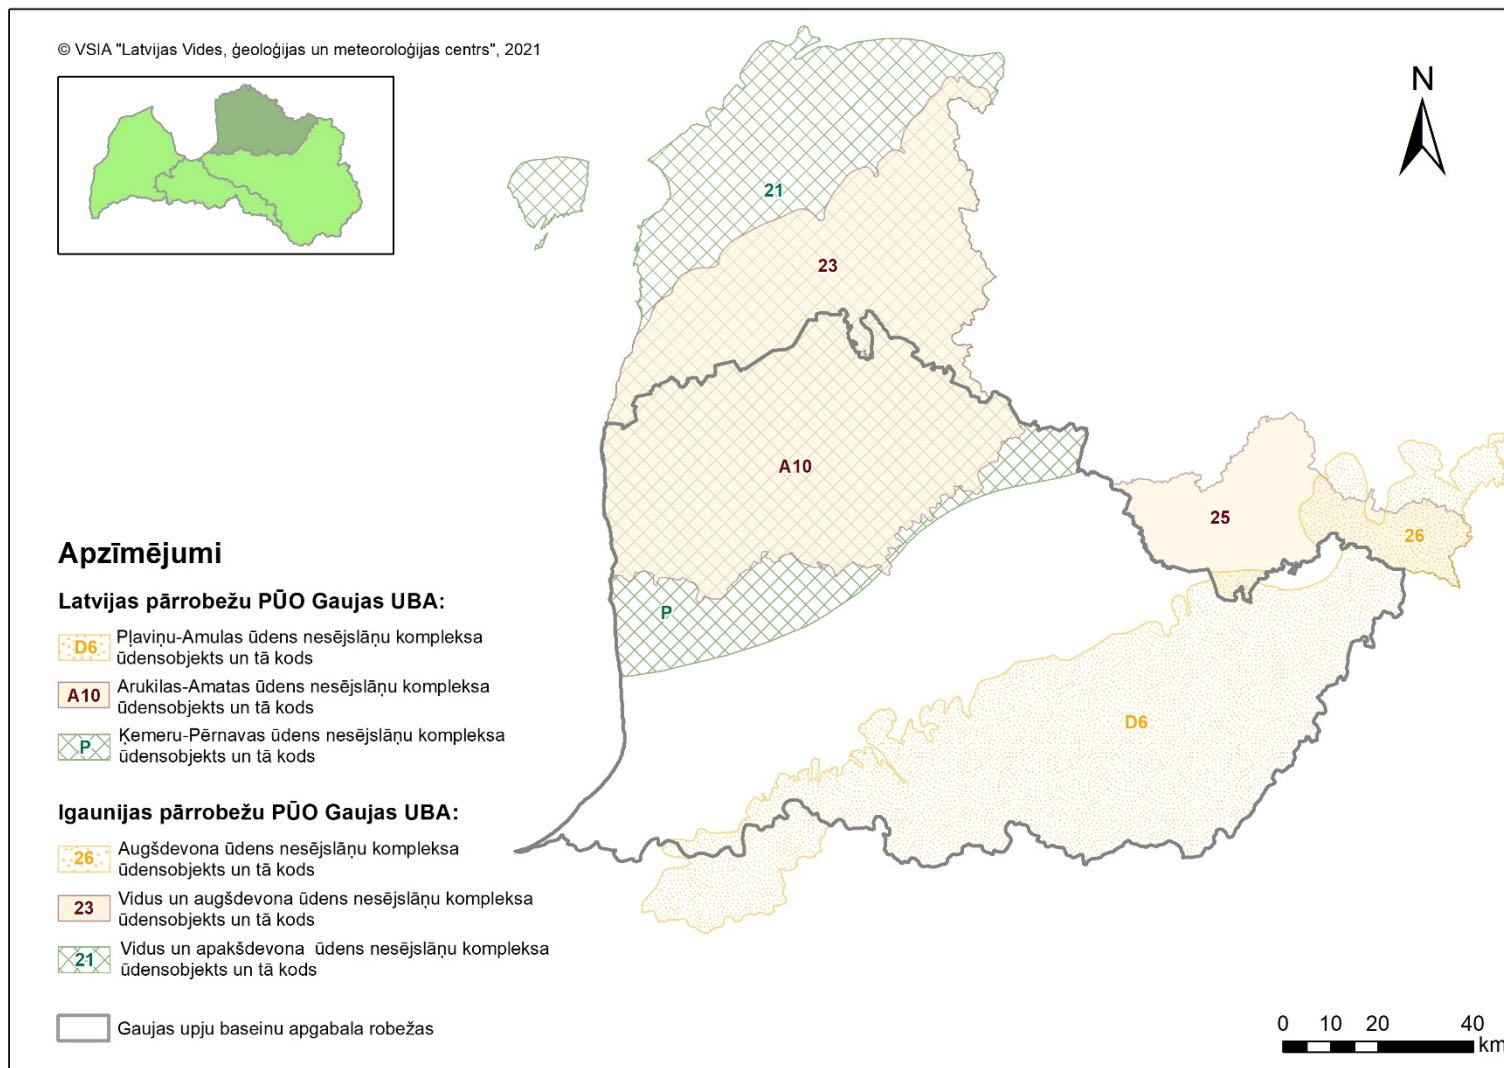 © VSIA "Latvijas Vides, ģeoloģijas un meteoroloģijas centrs", 2021
N
21
23
A10
25
26
P
D6
Apzīmējumi
Latvijas pārrobežu PŪO Gaujas UBA:
D6 Pļaviņu-Amulas ūdens nesējslāņu kompleksa
ūdensobjekts un tā kods
A10 Arukilas-Amatas ūdens nesējslāņu kompleksa
ūdensobjekts un tā kods
P Ķemeru-Pērnavas ūdens nesējslāņu kompleksa
ūdensobjekts un tā kods
Igaunijas pārrobežu PŪO Gaujas UBA:
26 Augšdevona ūdens nesējslāņu kompleksa
ūdensobjekts un tā kods
23 Vidus un augšdevona ūdens nesējslāņu kompleksa
ūdensobjekts un tā kods
21 Vidus un apakšdevona ūdens nesējslāņu kompleksa
ūdensobjekts un tā kods
Gaujas upju baseinu apgabala robežas
0 10 20 40
km